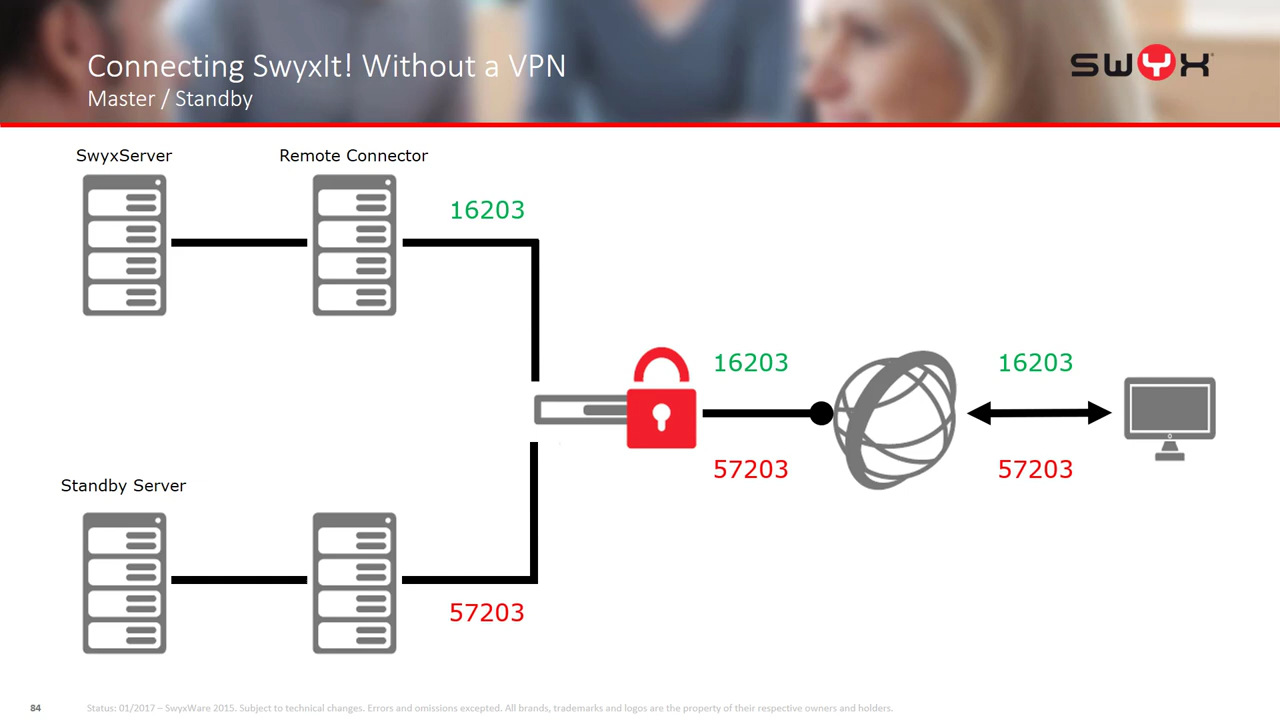 Connecting SwyxIt! Without a VPN
Master / Standby
SWYX
SwyxServer
Remote Connector
16203
16203
16203
57203
57203
Standby Server
57203
84
Status: 01/2017 – SwyxWare 2015. Subject to technical changes. Errors and omissions excepted. All brands, trademarks and logos are the property of their respective owners and holders.